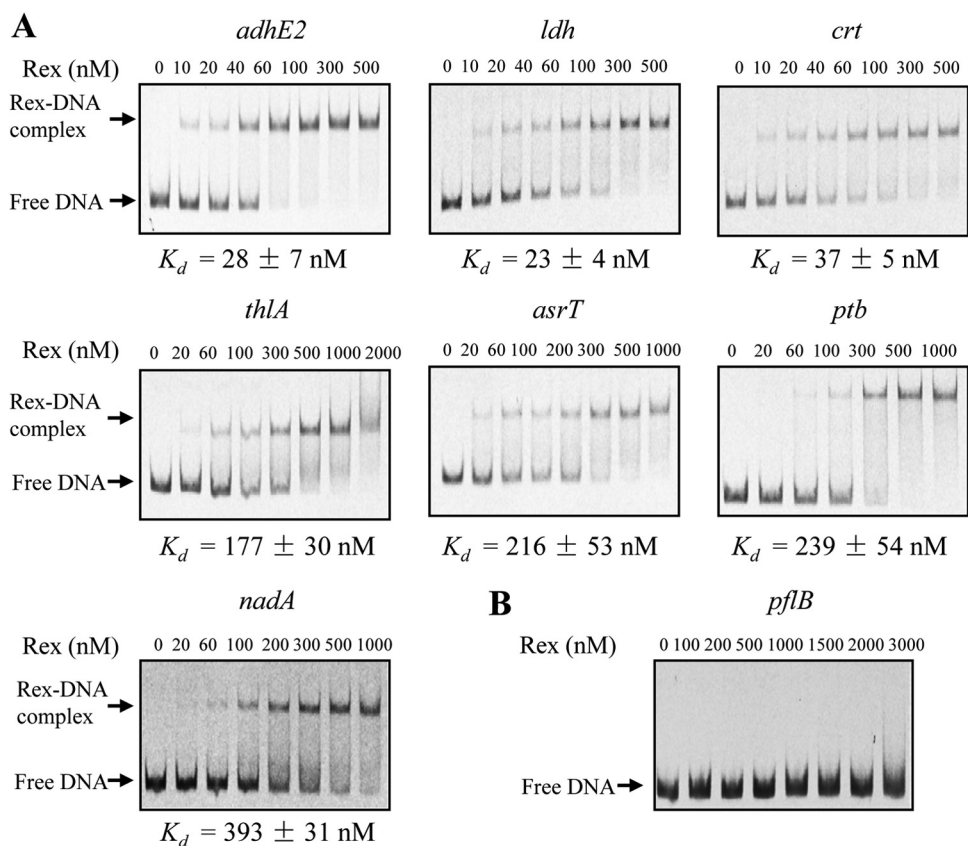 A
adhE2 ldh crt
Rex (nM) 0 10 20 40 60 100 300 500 0 10 20 40 60 100 300 500 0 10 20 40 60 100 300 500
Rex-DNA
complex
Free DNA
Kd = 28 ± 7 nM Kd = 23 ± 4 nM Kd = 37 ± 5 nM
thlA asrT ptb
Rex (nM) 0 20 60 100 300 500 1000 2000 0 20 60 100 200 300 500 1000 0 20 60 100 300 500 1000
Rex-DNA
complex
Free DNA
Kd = 177 ± 30 nM Kd = 216 ± 53 nM Kd = 239 ± 54 nM
nadA
Rex (nM) 0 20 60 100 200 300 500 1000
Rex-DNA
complex
Free DNA
Kd = 393 ± 31 nM
B
pflB
Rex (nM) 0 100 200 500 1000 1500 2000 3000
Free DNA